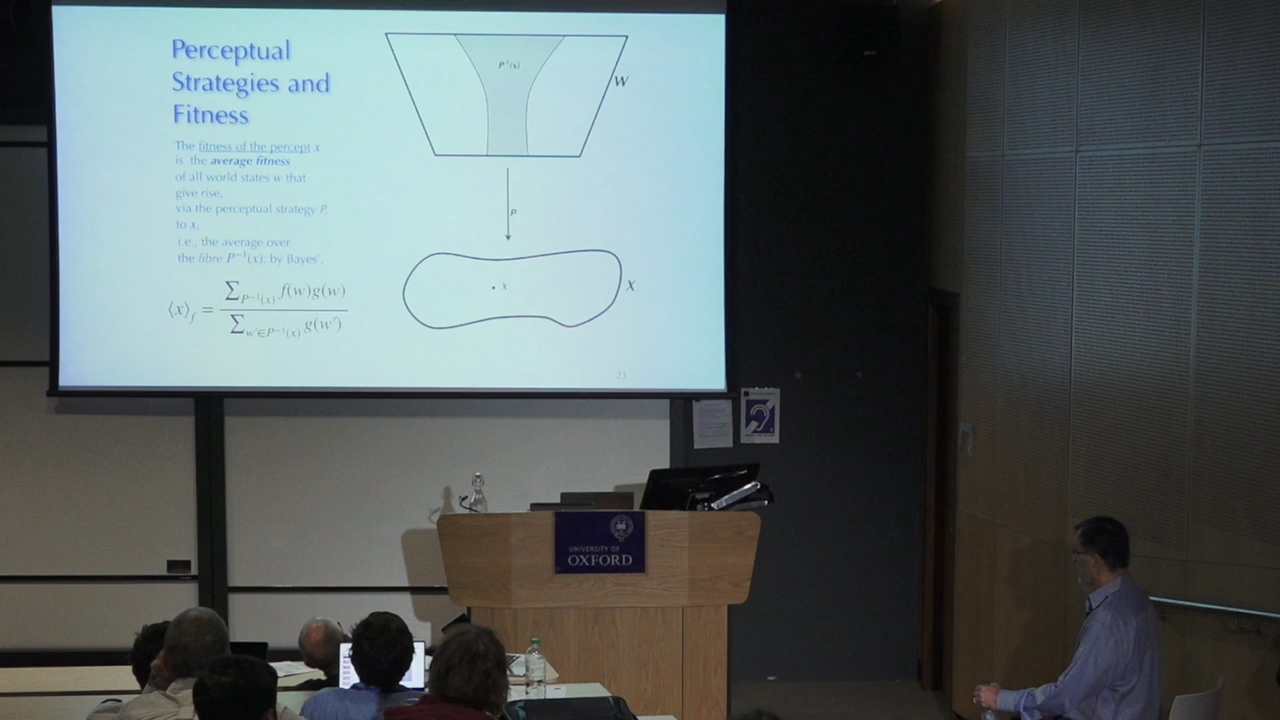 Perceptual
Strategies and
Fitness
The fitness of the percept x
is the average fitness
of all world states w that
give rise,
via the perceptual strategy P,
to x,
i.e., the average over
the fibre P⁻¹(x); by Bayes',
⟨x⟩_f = ∑_{P⁻¹(x)} f(w)g(w) / ∑_{w'∈P⁻¹(x)} g(w')
P⁻¹(x)
W
P
x
X
23
UNIVERSITY OF
OXFORD